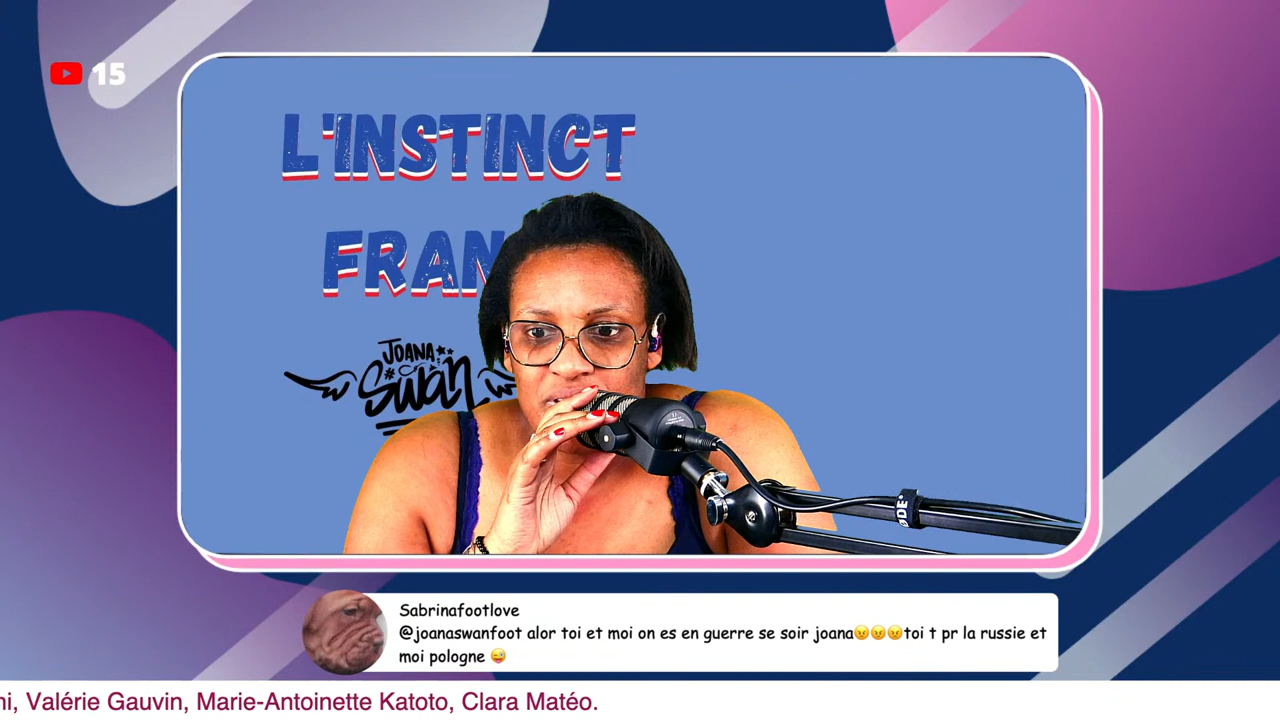 15
L'INSTINCT
FRAN
JOANA
Swan
Sabrinafootlove
@joanaswanfoot alor toi et moi on es en guerre se soir joana😡😡😡toi t pr la russie et
moi pologne 😜
ni, Valérie Gauvin, Marie-Antoinette Katoto, Clara Matéo.